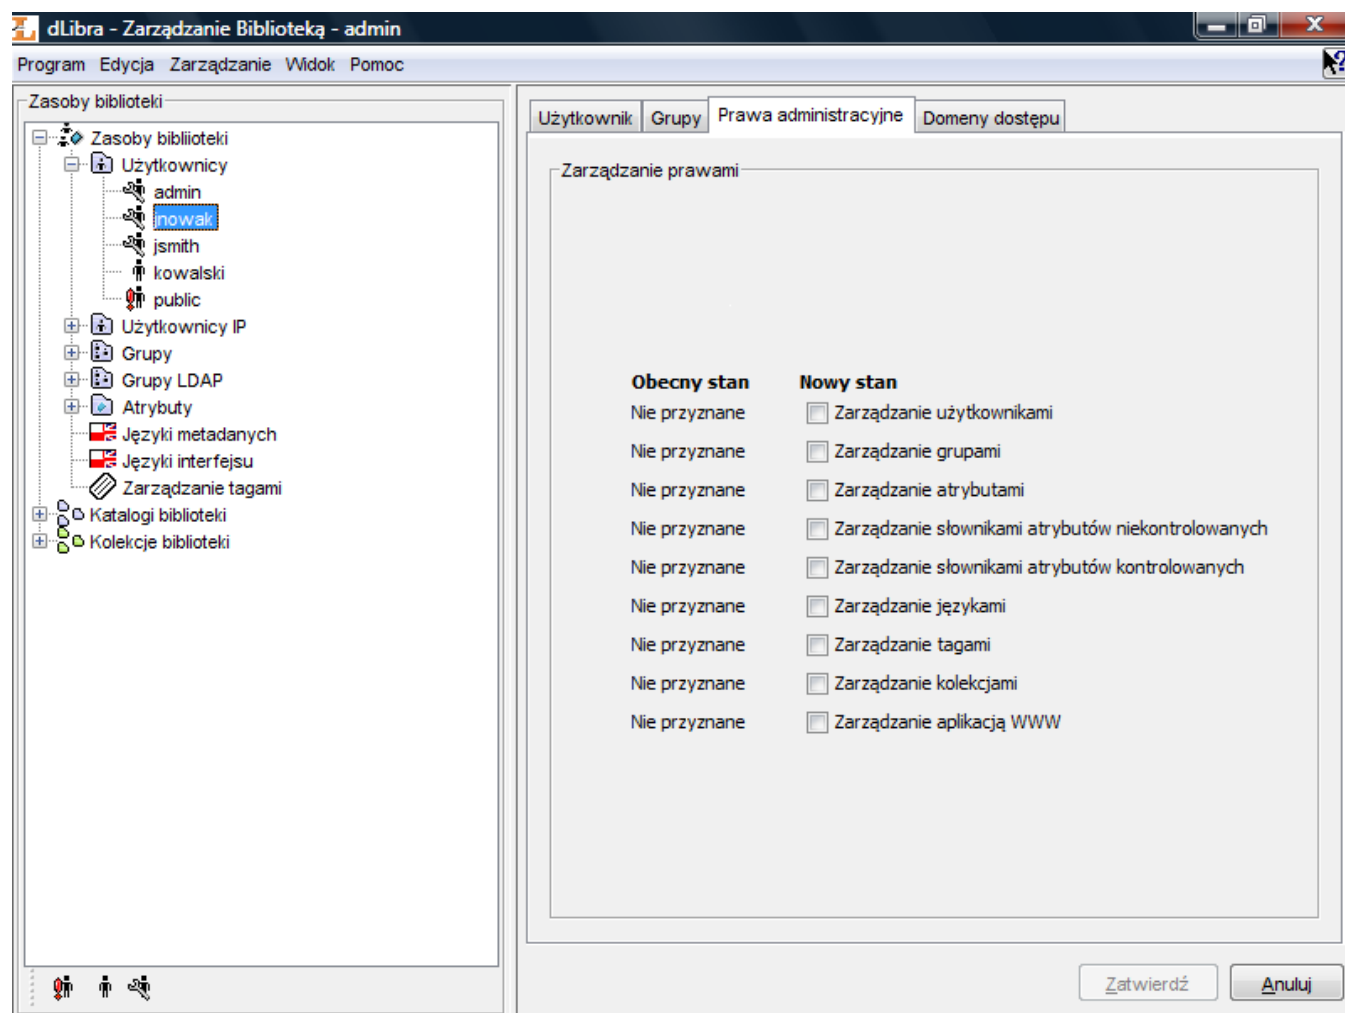 dLibra - Zarządzanie Biblioteką - admin
Program Edycja Zarządzanie Widok Pomoc
Zasoby biblioteki
Zasoby bibliioteki
Użytkownicy
admin
jnowak
jsmith
kowalski
public
Użytkownicy IP
Grupy
Grupy LDAP
Atrybuty
Języki metadanych
Języki interfejsu
Zarządzanie tagami
Katalogi biblioteki
Kolekcje biblioteki
Użytkownik Grupy Prawa administracyjne Domeny dostępu
Zarządzanie prawami
Obecny stan Nowy stan
Nie przyznane Zarządzanie użytkownikami
Nie przyznane Zarządzanie grupami
Nie przyznane Zarządzanie atrybutami
Nie przyznane Zarządzanie słownikami atrybutów niekontrolowanych
Nie przyznane Zarządzanie słownikami atrybutów kontrolowanych
Nie przyznane Zarządzanie językami
Nie przyznane Zarządzanie tagami
Nie przyznane Zarządzanie kolekcjami
Nie przyznane Zarządzanie aplikacją WWW
Zatwierdź Anuluj